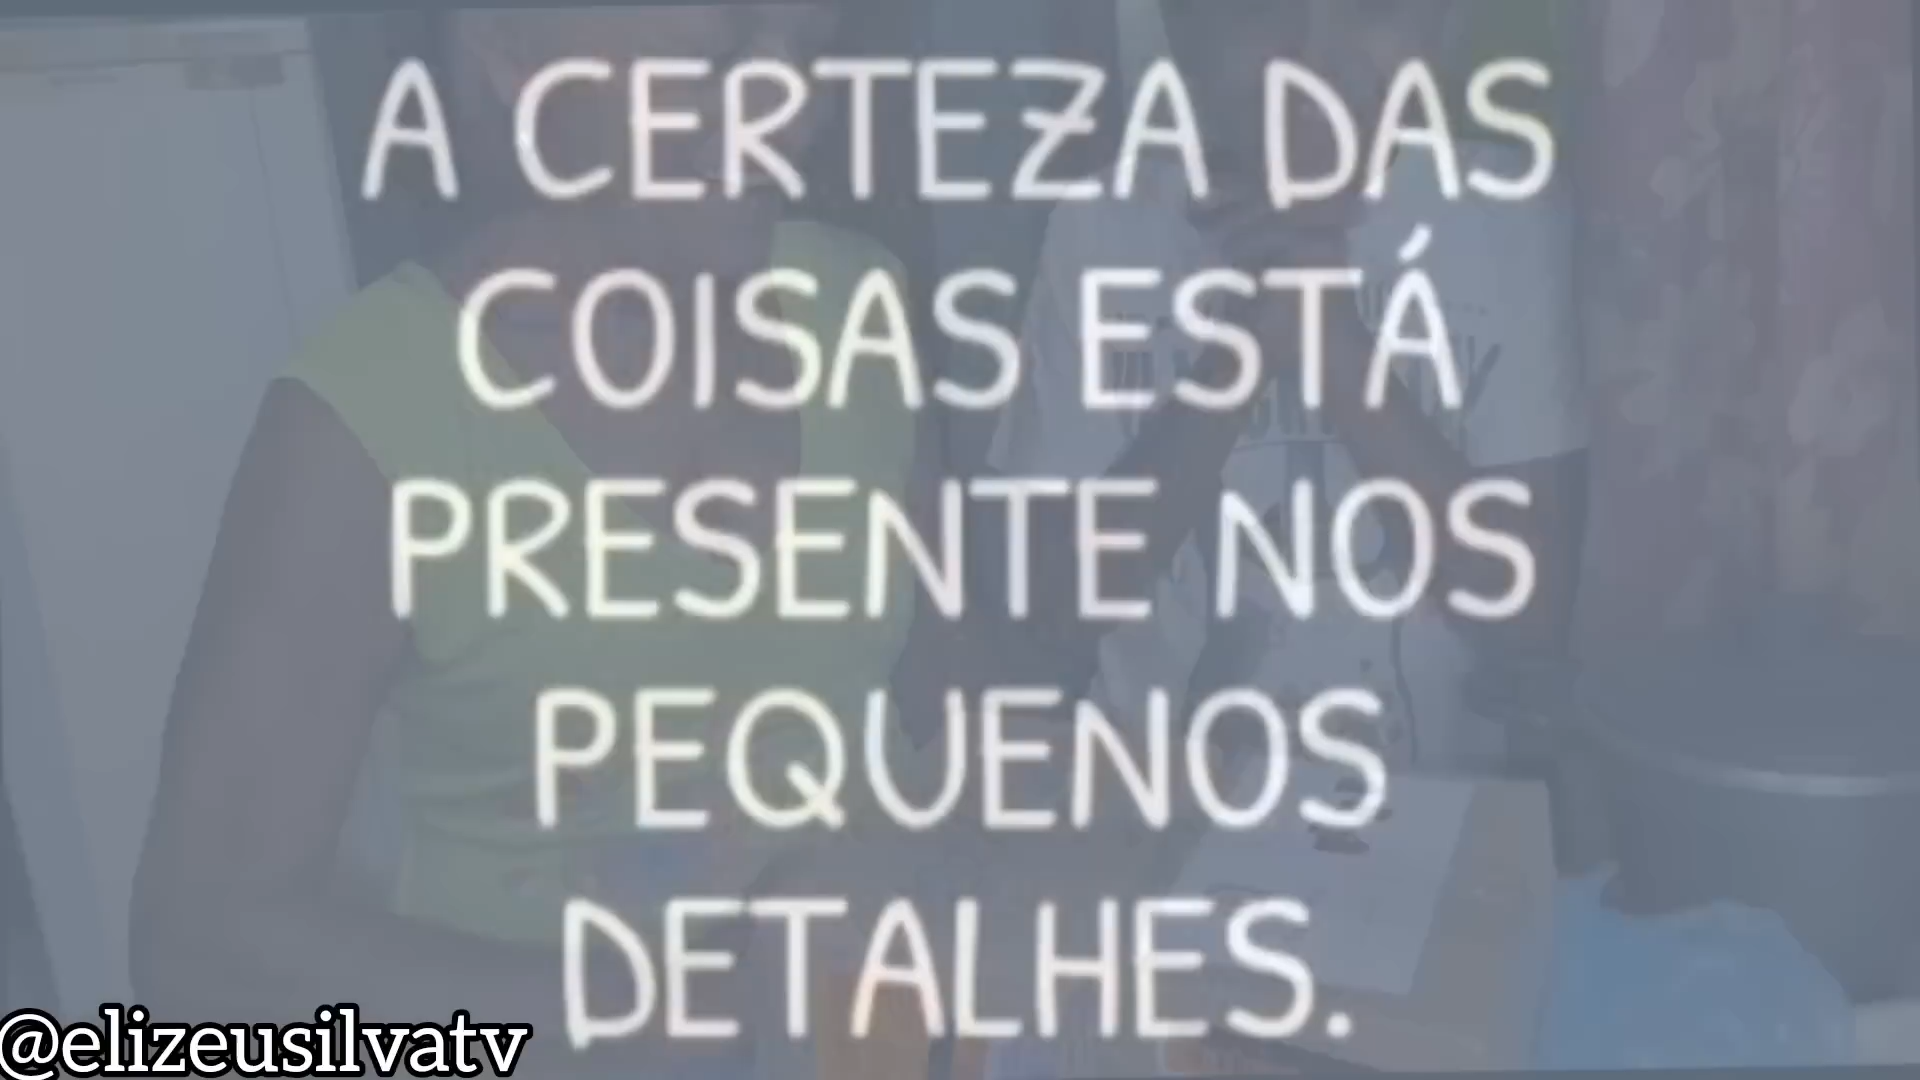 A CERTEZA DAS
COISAS ESTÁ
PRESENTE NOS
PEQUENOS
DETALHES.
@elizeusilvatv